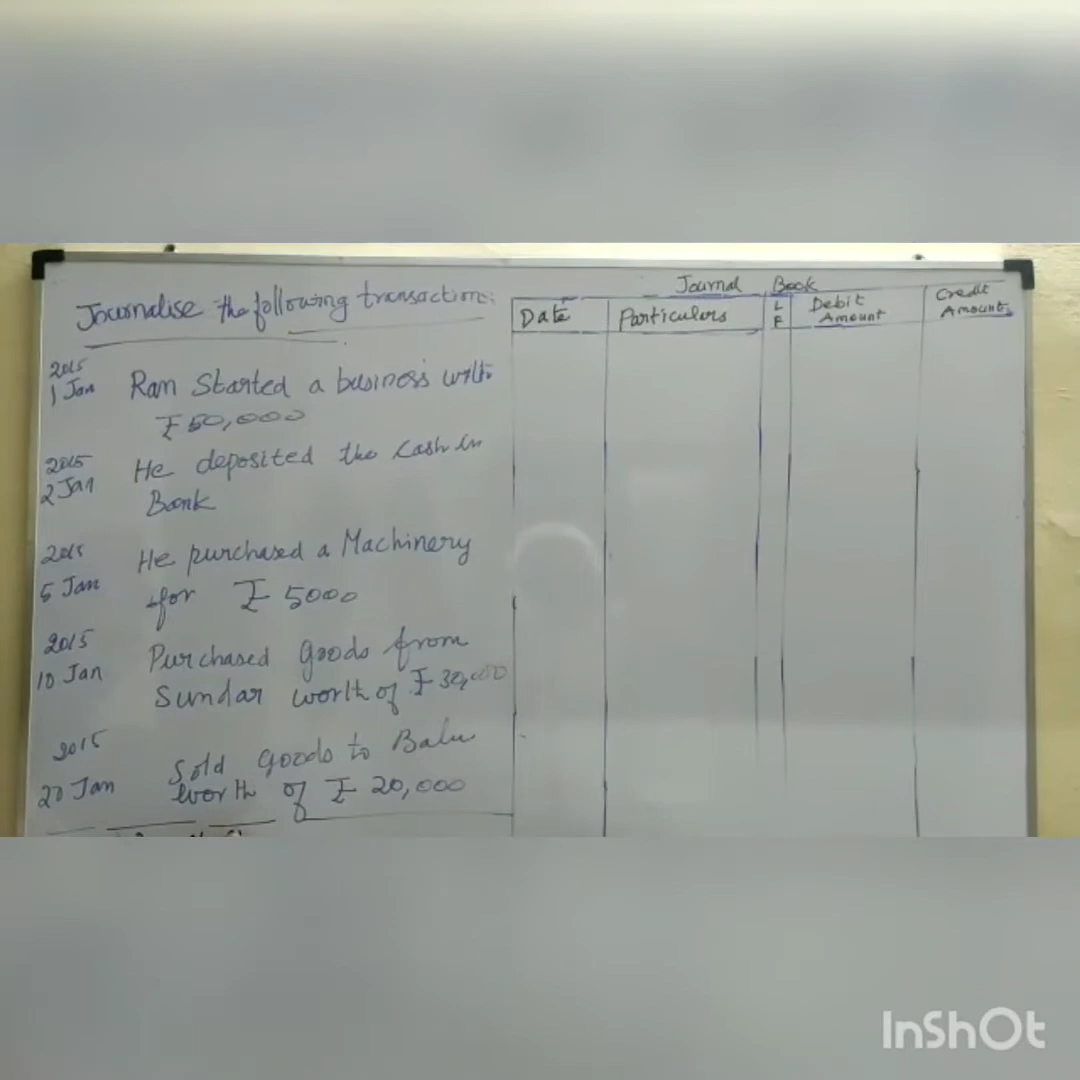 Journalise the following transaction:
2015
1 Jan Ram Started a business with
₹ 50,000
2015
2 Jan He deposited the cash in
Bank
2015
5 Jan He purchased a Machinery
for ₹ 5000
2015
10 Jan Purchased goods from
Sundar worth of ₹ 30,000
2015
20 Jan Sold goods to Balu
worth of ₹ 20,000
Journal Book
Date Particulars L F Debit Amount Credit Amount
InShOt